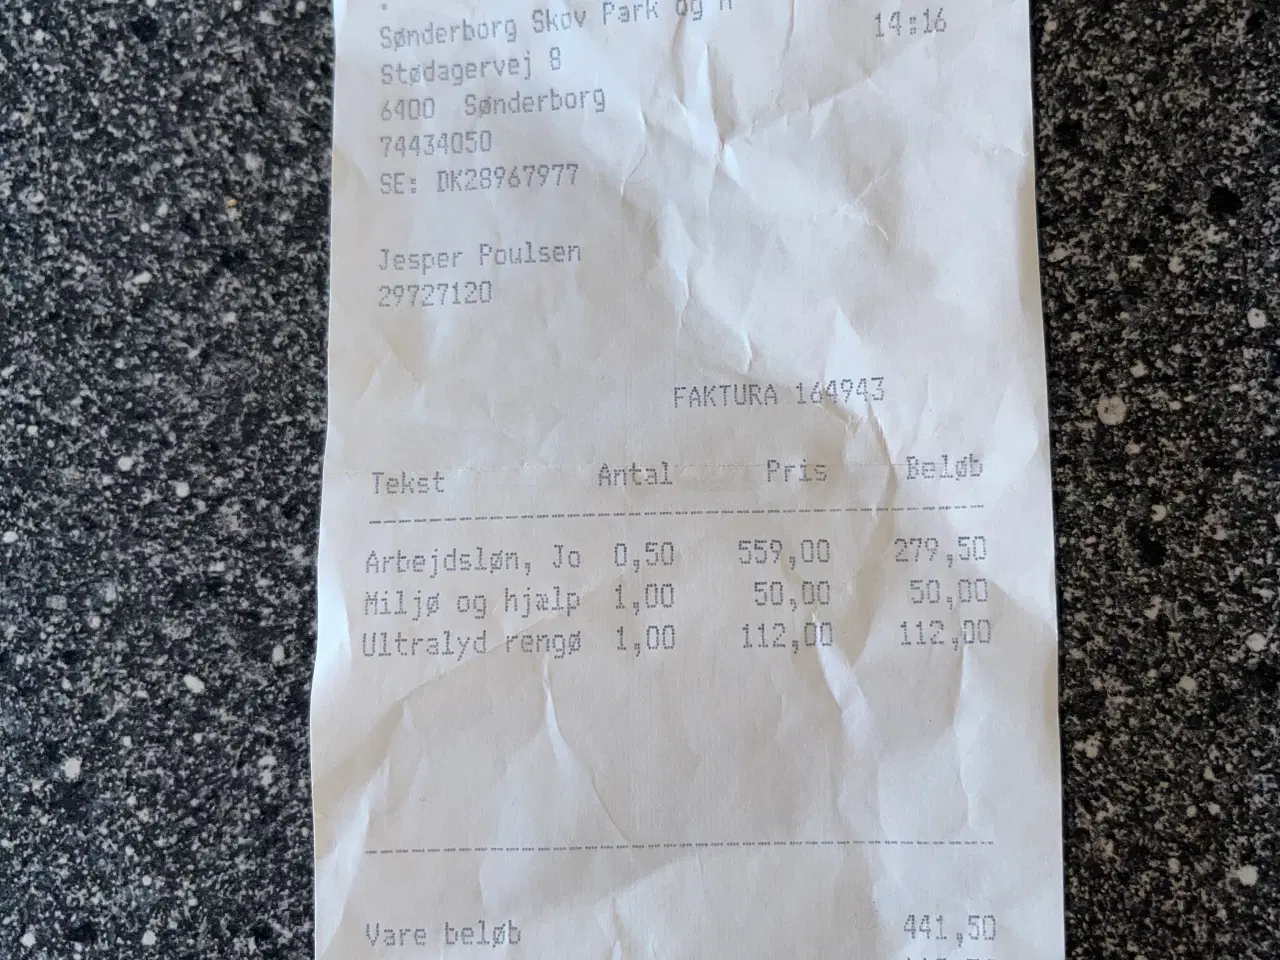 Sønderborg Skov Park og H
14:16
Stødagervej 8
6400 Sønderborg
74434050
SE: DK28967977
Jesper Poulsen
29727120
FAKTURA 164943
Tekst Antal Pris Beløb
Arbejdsløn, Jo 0,50 559,00 279,50
Miljø og hjælp 1,00 50,00 50,00
Ultralyd rengø 1,00 112,00 112,00
Vare beløb 441,50